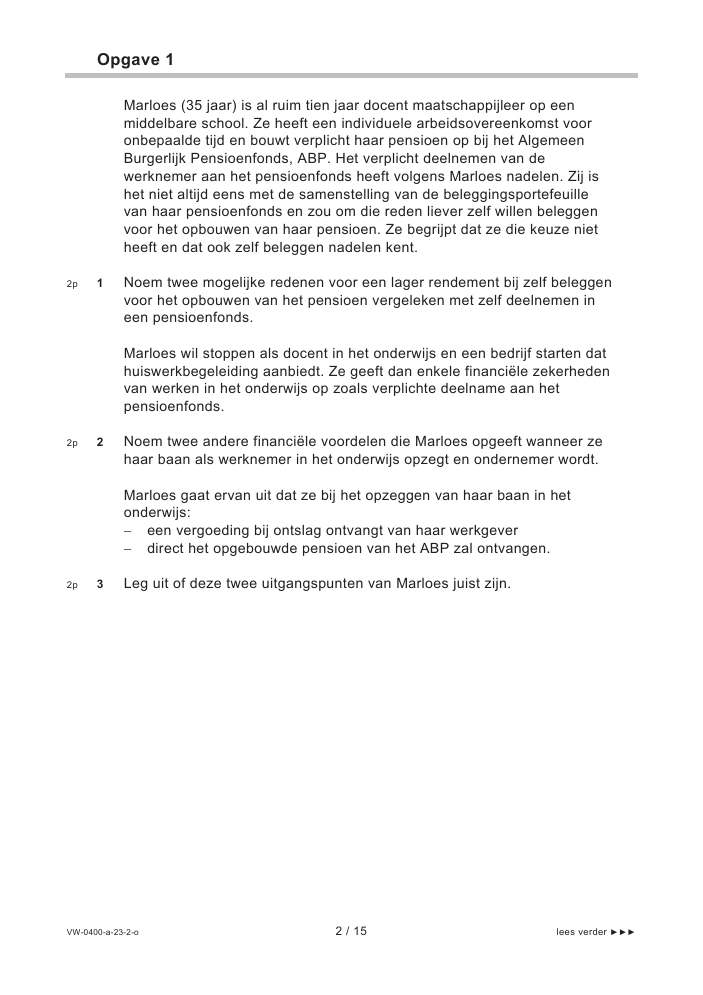 Opgave 1
Marloes (35 jaar) is al ruim tien jaar docent maatschappijleer op een
middelbare school. Ze heeft een individuele arbeidsovereenkomst voor
onbepaalde tijd en bouwt verplicht haar pensioen op bij het Algemeen
Burgerlijk Pensioenfonds, ABP. Het verplicht deelnemen van de
werknemer aan het pensioenfonds heeft volgens Marloes nadelen. Zij is
het niet altijd eens met de samenstelling van de beleggingsportefeuille
van haar pensioenfonds en zou om die reden liever zelf willen beleggen
voor het opbouwen van haar pensioen. Ze begrijpt dat ze die keuze niet
heeft en dat ook zelf beleggen nadelen kent.
2p 1 Noem twee mogelijke redenen voor een lager rendement bij zelf beleggen
voor het opbouwen van het pensioen vergeleken met zelf deelnemen in
een pensioenfonds.
Marloes wil stoppen als docent in het onderwijs en een bedrijf starten dat
huiswerkbegeleiding aanbiedt. Ze geeft dan enkele financiële zekerheden
van werken in het onderwijs op zoals verplichte deelname aan het
pensioenfonds.
2p 2 Noem twee andere financiële voordelen die Marloes opgeeft wanneer ze
haar baan als werknemer in het onderwijs opzegt en ondernemer wordt.
Marloes gaat ervan uit dat ze bij het opzeggen van haar baan in het
onderwijs:
– een vergoeding bij ontslag ontvangt van haar werkgever
– direct het opgebouwde pensioen van het ABP zal ontvangen.
2p 3 Leg uit of deze twee uitgangspunten van Marloes juist zijn.
VW-0400-a-23-2-o 2 / 15 lees verder ►►►